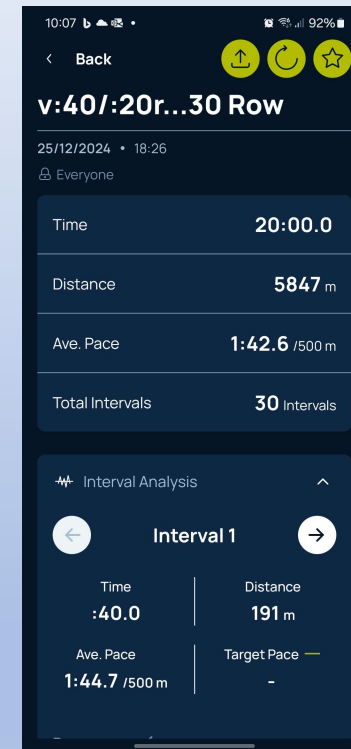 10:07 92%
Back
v:40/:20r...30 Row
25/12/2024 • 18:26
Everyone
Time 20:00.0
Distance 5847 m
Ave. Pace 1:42.6 /500 m
Total Intervals 30 Intervals
Interval Analysis
Interval 1
Time Distance
:40.0 191 m
Ave. Pace Target Pace
1:44.7 /500 m -